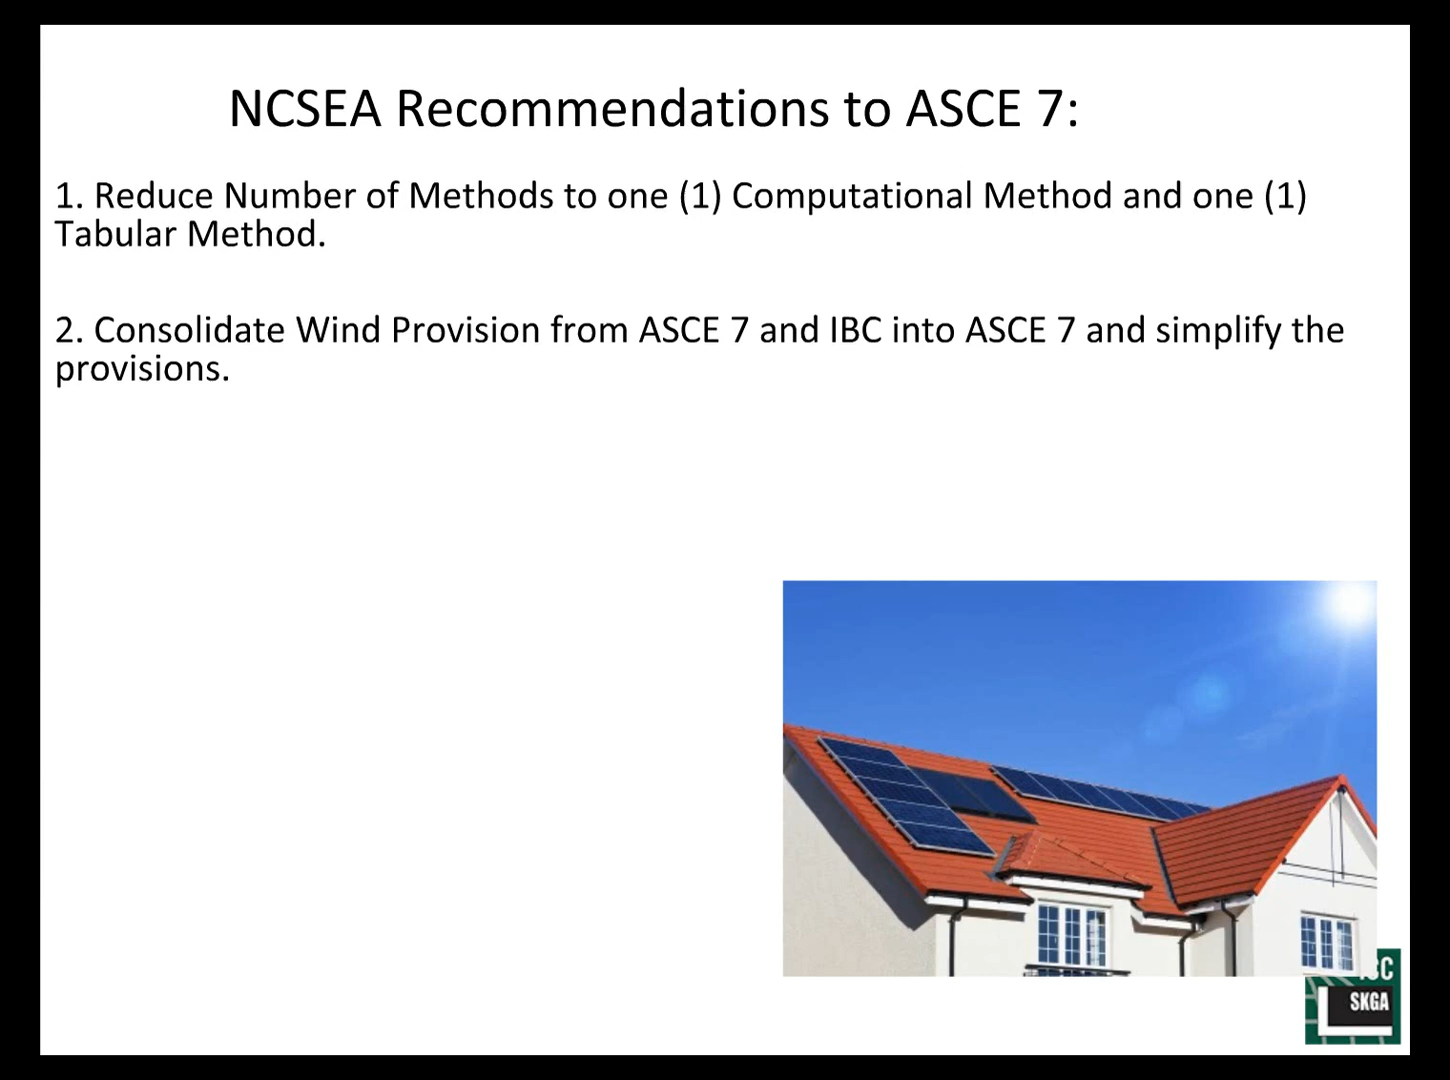 NCSEA Recommendations to ASCE 7:
1. Reduce Number of Methods to one (1) Computational Method and one (1)
Tabular Method.
2. Consolidate Wind Provision from ASCE 7 and IBC into ASCE 7 and simplify the
provisions.
SKGA